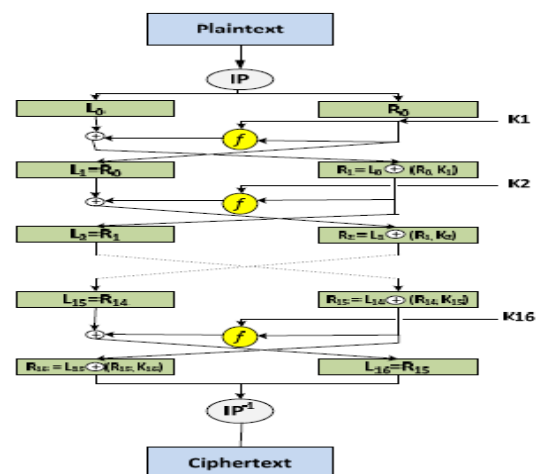 Plaintext
IP
L₀ R₀
K1
f
L₁=R₀ R₁=L₀⊕(R₀, K₁)
K2
f
L₂=R₁ R₂=L₁⊕(R₁, K₂)
L₁₅=R₁₄ R₁₅=L₁₄⊕(R₁₄, K₁₅)
K16
f
R₁₆=L₁₅⊕(R₁₅, K₁₆) L₁₆=R₁₅
IP⁻¹
Ciphertext